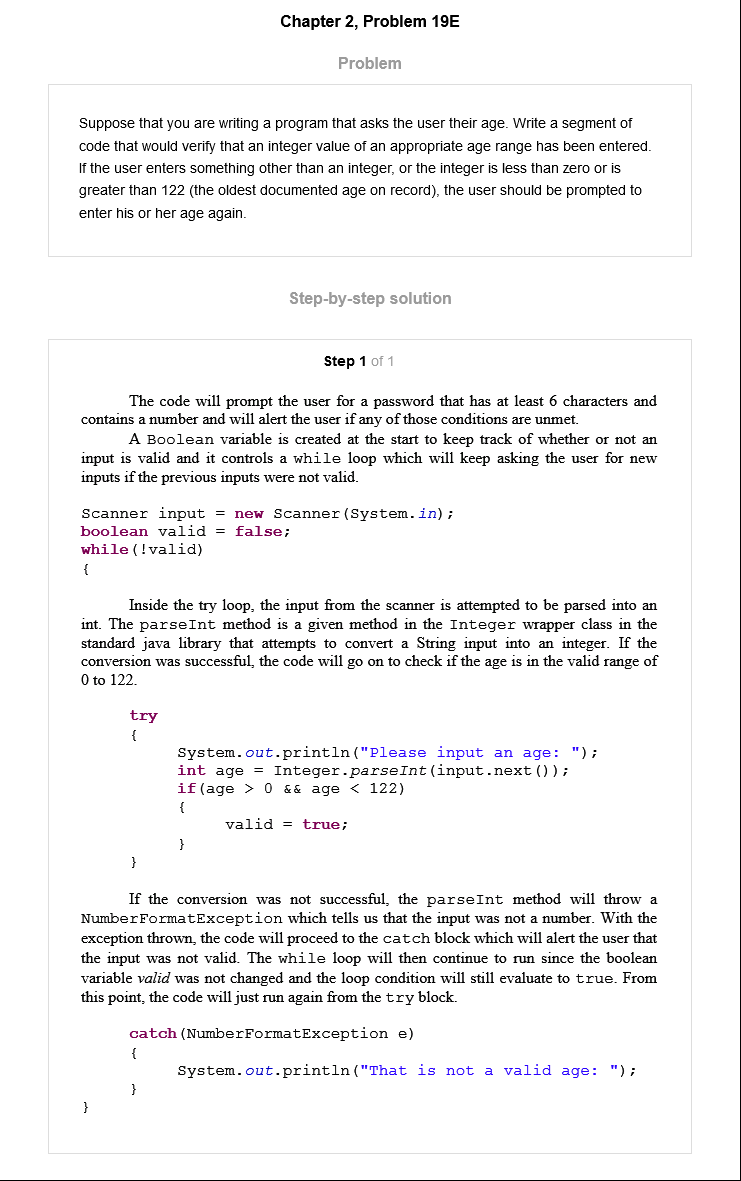 Chapter 2, Problem 19E
Problem
Suppose that you are writing a program that asks the user their age. Write a segment of
code that would verify that an integer value of an appropriate age range has been entered.
If the user enters something other than an integer, or the integer is less than zero or is
greater than 122 (the oldest documented age on record), the user should be prompted to
enter his or her age again.
Step-by-step solution
Step 1 of 1
The code will prompt the user for a password that has at least 6 characters and
contains a number and will alert the user if any of those conditions are unmet.
A Boolean variable is created at the start to keep track of whether or not an
input is valid and it controls a while loop which will keep asking the user for new
inputs if the previous inputs were not valid.
Scanner input = new Scanner(System.in);
boolean valid = false;
while(!valid)
{
Inside the try loop, the input from the scanner is attempted to be parsed into an
int. The parseInt method is a given method in the Integer wrapper class in the
standard java library that attempts to convert a String input into an integer. If the
conversion was successful, the code will go on to check if the age is in the valid range of
0 to 122.
try
{
System.out.println("Please input an age: ");
int age = Integer.parseInt(input.next());
if(age > 0 && age < 122)
{
valid = true;
}
}
If the conversion was not successful, the parseInt method will throw a
NumberFormatException which tells us that the input was not a number. With the
exception thrown, the code will proceed to the catch block which will alert the user that
the input was not valid. The while loop will then continue to run since the boolean
variable valid was not changed and the loop condition will still evaluate to true. From
this point, the code will just run again from the try block.
catch(NumberFormatException e)
{
System.out.println("That is not a valid age: ");
}
}